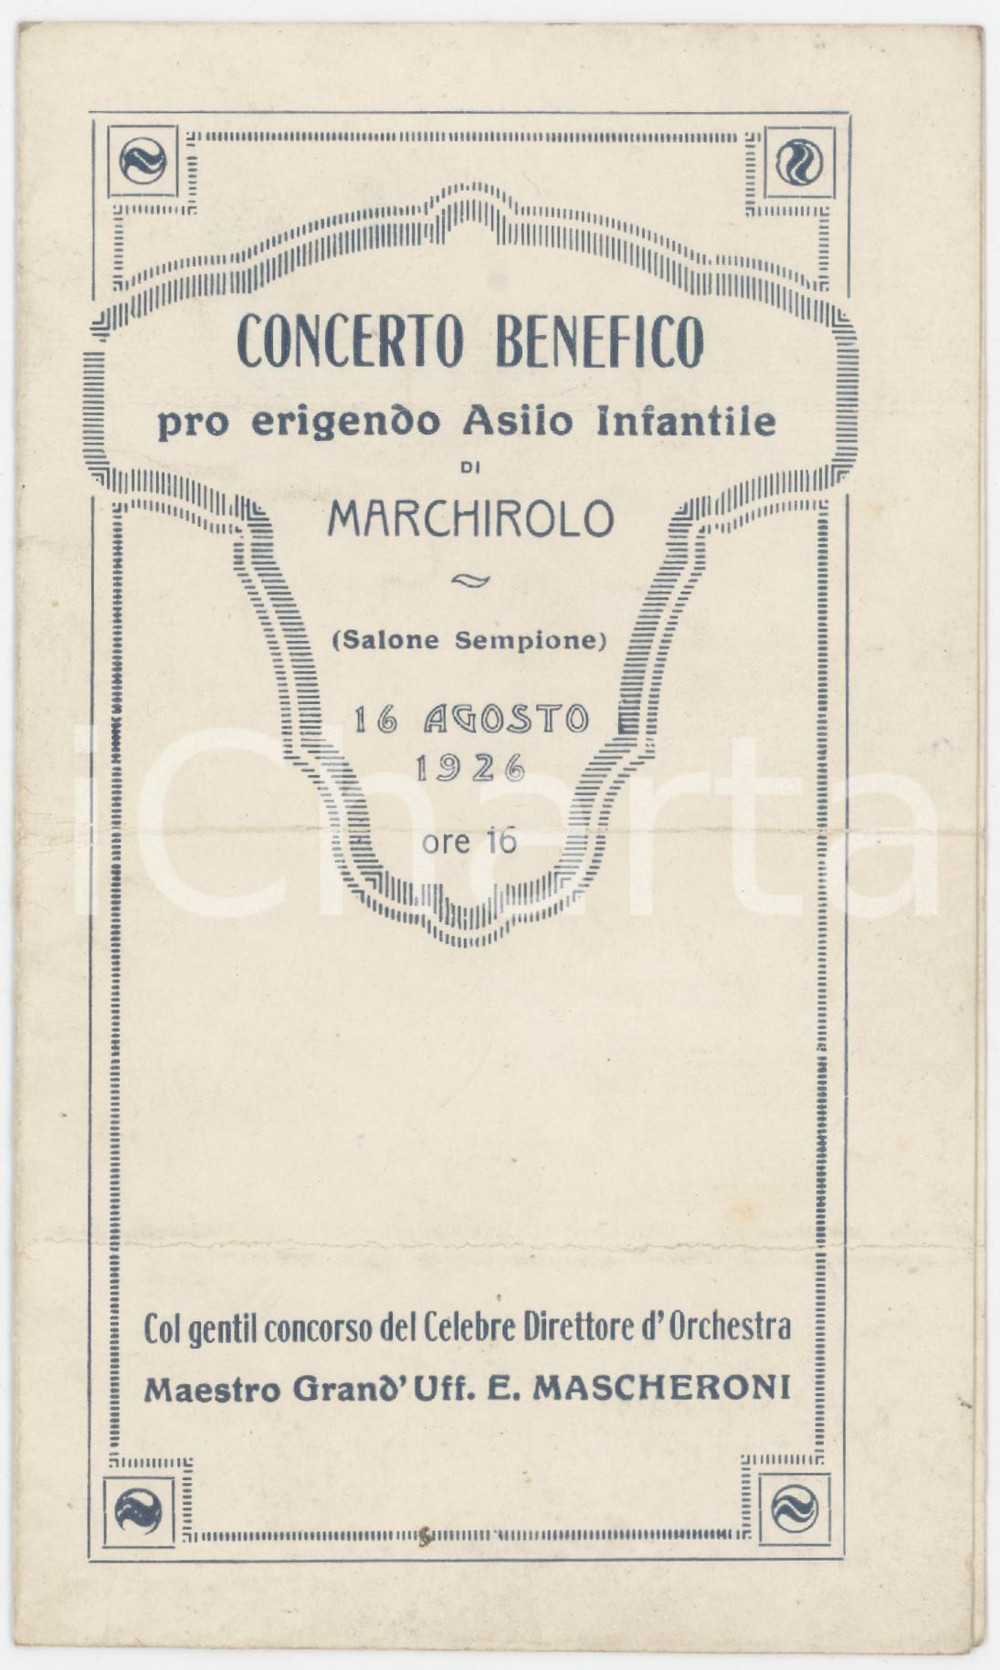 CONCERTO BENEFICO
pro erigendo Asilo Infantile
DI
MARCHIROLO
(Salone Sempione)
16 AGOSTO
1926
ore 16
iCharta
Col gentil concorso del Celebre Direttore d'Orchestra
Maestro Grand'Uff. E. MASCHERONI